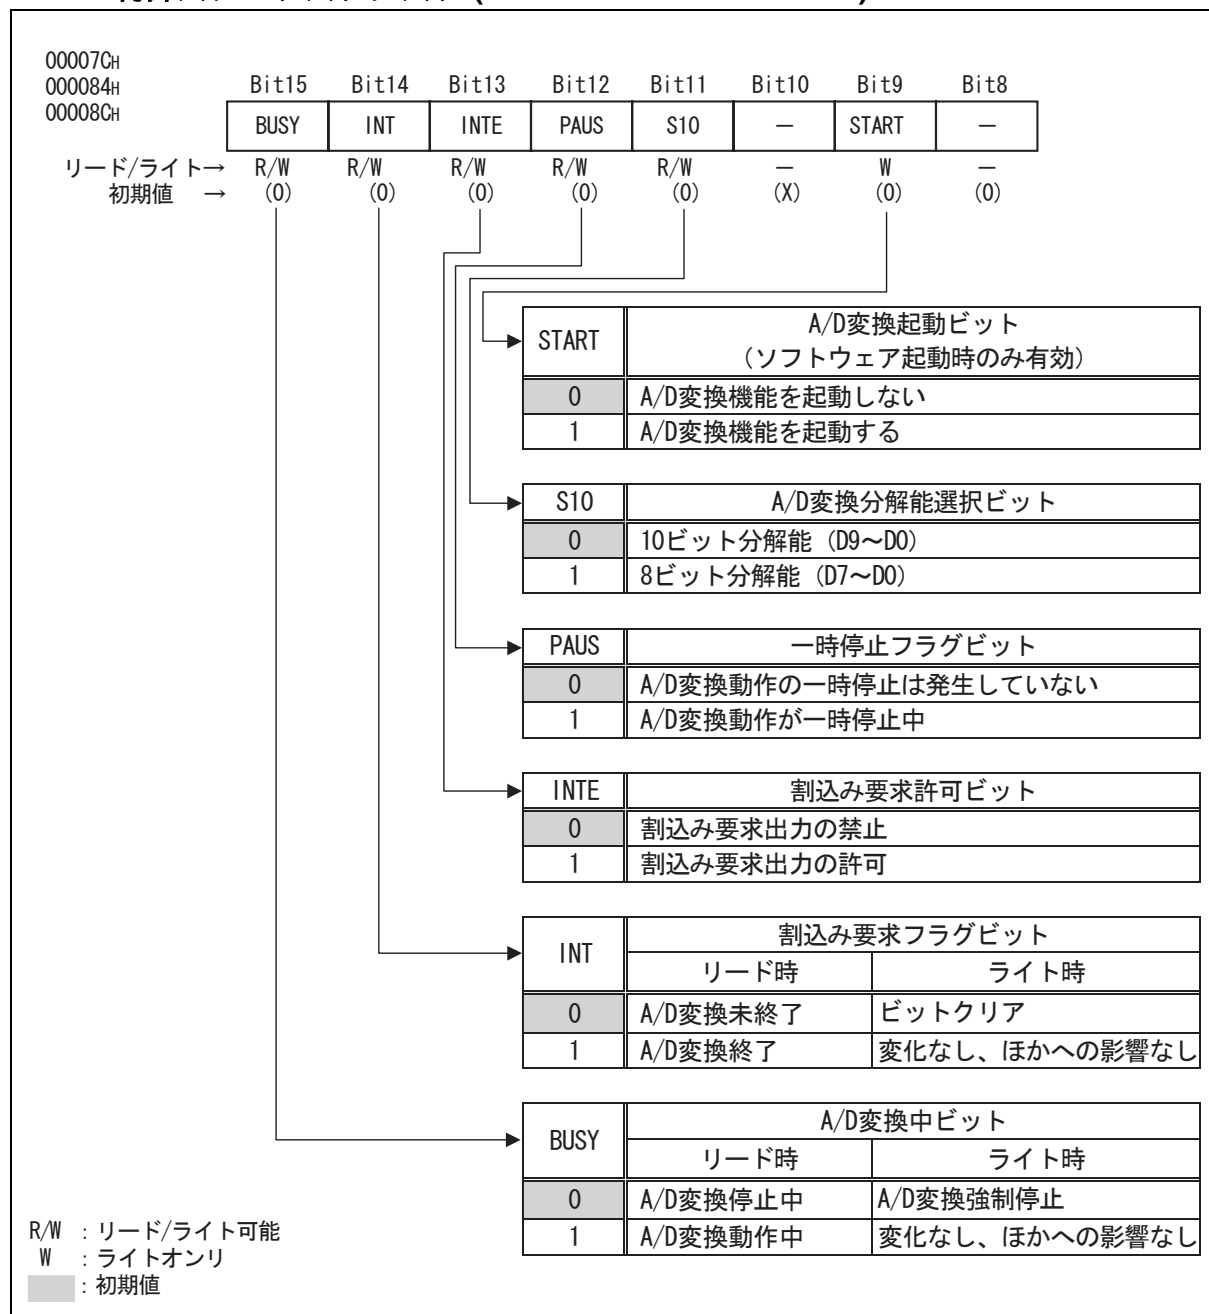 00007CH
000084H
00008CH
Bit15 Bit14 Bit13 Bit12 Bit11 Bit10 Bit9 Bit8
BUSY INT INTE PAUS S10 － START －
リード/ライト→ R/W R/W R/W R/W R/W － W －
初期値 → (0) (0) (0) (0) (0) (X) (0) (0)
START A/D変換起動ビット
(ソフトウェア起動時のみ有効)
0 A/D変換機能を起動しない
1 A/D変換機能を起動する
S10 A/D変換分解能選択ビット
0 10ビット分解能 (D9～D0)
1 8ビット分解能 (D7～D0)
PAUS 一時停止フラグビット
0 A/D変換動作の一時停止は発生していない
1 A/D変換動作が一時停止中
INTE 割込み要求許可ビット
0 割込み要求出力の禁止
1 割込み要求出力の許可
INT 割込み要求フラグビット
リード時 ライト時
0 A/D変換未終了 ビットクリア
1 A/D変換終了 変化なし、ほかへの影響なし
BUSY A/D変換中ビット
リード時 ライト時
0 A/D変換停止中 A/D変換強制停止
1 A/D変換動作中 変化なし、ほかへの影響なし
R/W ：リード/ライト可能
W ：ライトオンリ
：初期値